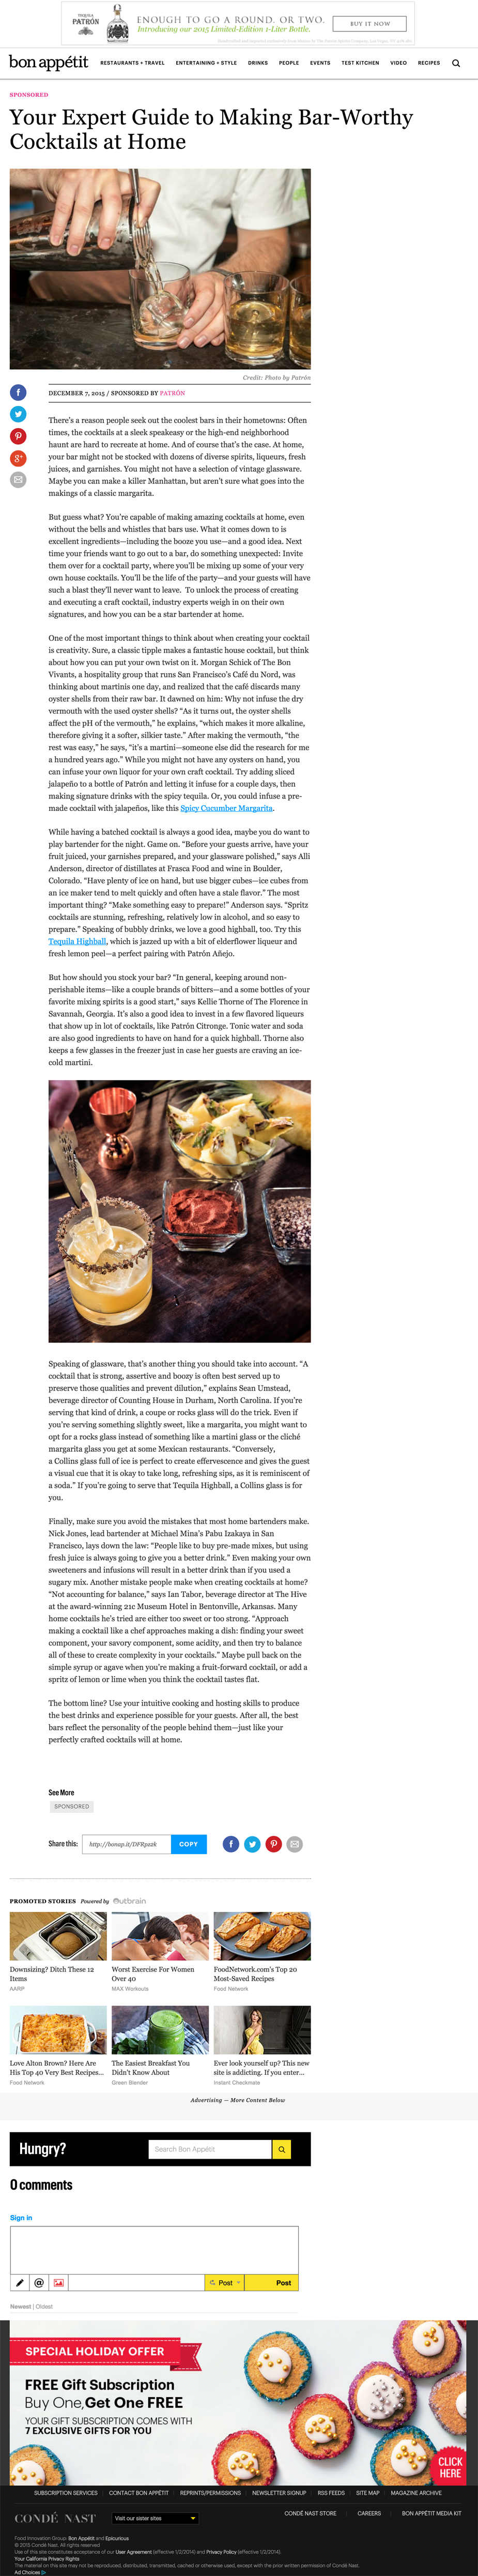 TEQUILA
PATRÓN
ENOUGH TO GO A ROUND. OR TWO.
Introducing our 2015 Limited-Edition 1-Liter Bottle.
BUY IT NOW
bon appétit
RESTAURANTS + TRAVEL
ENTERTAINING + STYLE
DRINKS
PEOPLE
EVENTS
TEST KITCHEN
VIDEO
RECIPES
SPONSORED
Your Expert Guide to Making Bar-Worthy
Cocktails at Home
Credit: Photo by Patrón
DECEMBER 7, 2015 / SPONSORED BY PATRÓN
There's a reason people seek out the coolest bars in their hometowns: Often
times, the cocktails at a sleek speakeasy or the high-end neighborhood
haunt are hard to recreate at home. And of course that's the case. At home,
your bar might not be stocked with dozens of diverse spirits, liqueurs, fresh
juices, and garnishes. You might not have a selection of vintage glassware.
Maybe you can make a killer Manhattan, but aren't sure what goes into the
makings of a classic margarita.
But guess what? You're capable of making amazing cocktails at home, even
without the bells and whistles that bars use. What it comes down to is
excellent ingredients—including the booze you use—and a good idea. Next
time your friends want to go out to a bar, do something unexpected: Invite
them over for a cocktail party, where you'll be mixing up some of your very
own house cocktails. You'll be the life of the party—and your guests will have
such a blast they'll never want to leave.  To unlock the process of creating
and executing a craft cocktail, industry experts weigh in on their own
signatures, and how you can be a star bartender at home.
One of the most important things to think about when creating your cocktail
is creativity. Sure, a classic tipple makes a fantastic house cocktail, but think
about how you can put your own twist on it. Morgan Schick of The Bon
Vivants, a hospitality group that runs San Francisco's Café du Nord, was
thinking about martinis one day, and realized that the café discards many
oyster shells from their raw bar. It dawned on him: Why not infuse the dry
vermouth with the used oyster shells? "As it turns out, the oyster shells
affect the pH of the vermouth," he explains, "which makes it more alkaline,
therefore giving it a softer, silkier taste." After making the vermouth, "the
rest was easy," he says, "it's a martini—someone else did the research for me
a hundred years ago." While you might not have any oysters on hand, you
can infuse your own liquor for your own craft cocktail. Try adding sliced
jalapeño to a bottle of Patrón and letting it infuse for a couple days, then
making signature drinks with the spicy tequila. Or, you could infuse a pre-
made cocktail with jalapeños, like this Spicy Cucumber Margarita.
While having a batched cocktail is always a good idea, maybe you do want to
play bartender for the night. Game on. "Before your guests arrive, have your
fruit juiced, your garnishes prepared, and your glassware polished," says Alli
Anderson, director of distillates at Frasca Food and wine in Boulder,
Colorado. "Have plenty of ice on hand, but use bigger cubes—ice cubes from
an ice maker tend to melt quickly and often have a stale flavor." The most
important thing? "Make something easy to prepare!" Anderson says. "Spritz
cocktails are stunning, refreshing, relatively low in alcohol, and so easy to
prepare." Speaking of bubbly drinks, we love a good highball, too. Try this
Tequila Highball, which is jazzed up with a bit of elderflower liqueur and
fresh lemon peel—a perfect pairing with Patrón Añejo.
But how should you stock your bar? "In general, keeping around non-
perishable items—like a couple brands of bitters—and a some bottles of your
favorite mixing spirits is a good start," says Kellie Thorne of The Florence in
Savannah, Georgia. It's also a good idea to invest in a few flavored liqueurs
that show up in lot of cocktails, like Patrón Citronge. Tonic water and soda
are also good ingredients to have on hand for a quick highball. Thorne also
keeps a few glasses in the freezer just in case her guests are craving an ice-
cold martini.
Speaking of glassware, that's another thing you should take into account. "A
cocktail that is strong, assertive and boozy is often best served up to
preserve those qualities and prevent dilution," explains Sean Umstead,
beverage director of Counting House in Durham, North Carolina. If you're
serving that kind of drink, a coupe or rocks glass will do the trick. Even if
you're serving something slightly sweet, like a margarita, you might want to
opt for a rocks glass instead of something like a martini glass or the cliché
margarita glass you get at some Mexican restaurants. "Conversely,
a Collins glass full of ice is perfect to create effervescence and gives the guest
a visual cue that it is okay to take long, refreshing sips, as it is reminiscent of
a soda." If you're going to serve that Tequila Highball, a Collins glass is for
you.
Finally, make sure you avoid the mistakes that most home bartenders make.
Nick Jones, lead bartender at Michael Mina's Pabu Izakaya in San
Francisco, lays down the law: "People like to buy pre-made mixes, but using
fresh juice is always going to give you a better drink." Even making your own
sweeteners and infusions will result in a better drink than if you used a
sugary mix. Another mistake people make when creating cocktails at home?
"Not accounting for balance," says Ian Tabor, beverage director at The Hive
at the award-winning 21c Museum Hotel in Bentonville, Arkansas. Many
home cocktails he's tried are either too sweet or too strong. "Approach
making a cocktail like a chef approaches making a dish: finding your sweet
component, your savory component, some acidity, and then try to balance
all of these to create complexity in your cocktails." Maybe pull back on the
simple syrup or agave when you're making a fruit-forward cocktail, or add a
spritz of lemon or lime when you think the cocktail tastes flat.
The bottom line? Use your intuitive cooking and hosting skills to produce
the best drinks and experience possible for your guests. After all, the best
bars reflect the personality of the people behind them—just like your
perfectly crafted cocktails will at home.
See More
SPONSORED
Share this:
http://bonap.it/DFRpzzk
COPY
PROMOTED STORIES Powered by Outbrain
Downsizing? Ditch These 12
Items
AARP
Worst Exercise For Women
Over 40
MAX Workouts
FoodNetwork.com's Top 20
Most-Saved Recipes
Food Network
Love Alton Brown? Here Are
His Top 40 Very Best Recipes...
Food Network
The Easiest Breakfast You
Didn't Know About
Green Blender
Ever look yourself up? This new
site is addicting. If you enter...
Instant Checkmate
Advertising — More Content Below
Hungry?
Search Bon Appétit
0 comments
Sign in
Post
Post
Newest | Oldest
SPECIAL HOLIDAY OFFER
FREE Gift Subscription
Buy One, Get One FREE
YOUR GIFT SUBSCRIPTION COMES WITH
7 EXCLUSIVE GIFTS FOR YOU
CLICK
HERE
SUBSCRIPTION SERVICES
CONTACT BON APPÉTIT
REPRINTS/PERMISSIONS
NEWSLETTER SIGNUP
RSS FEEDS
SITE MAP
MAGAZINE ARCHIVE
CONDÉ NAST
Visit our sister sites
CONDÉ NAST STORE
CAREERS
BON APPÉTIT MEDIA KIT
Food Innovation Group: Bon Appétit and Epicurious
© 2015 Condé Nast. All rights reserved
Use of this site constitutes acceptance of our User Agreement (effective 1/2/2014) and Privacy Policy (effective 1/2/2014).
Your California Privacy Rights
The material on this site may not be reproduced, distributed, transmitted, cached or otherwise used, except with the prior written permission of Condé Nast.
Ad Choices